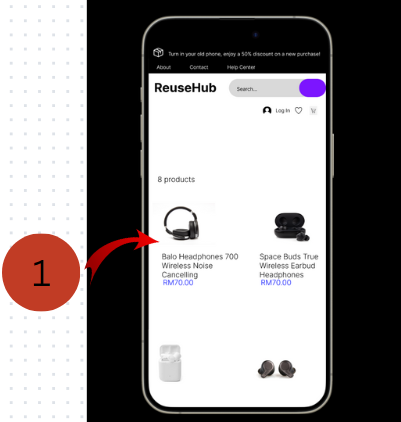 Turn in your old phone, enjoy a 50% discount on a new purchase!
About Contact Help Center
ReuseHub Search...
Log In
8 products
Balo Headphones 700
Wireless Noise
Cancelling
RM70.00
Space Buds True
Wireless Earbud
Headphones
RM70.00
1